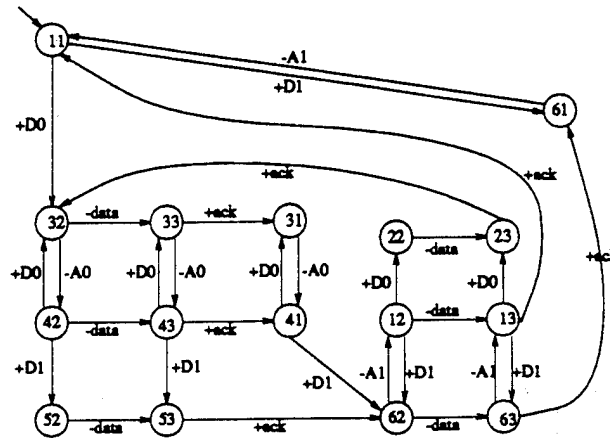 11
-A1
+D1
61
+D0
+ack
+ack
32
-data
33
+ack
31
22
-data
23
+ack
+D0
-A0
+D0
-A0
+D0
-A0
+D0
+D0
42
-data
43
+ack
41
12
-data
13
+D1
+D1
+D1
-A1
+D1
-A1
+D1
52
-data
53
+ack
62
-data
63